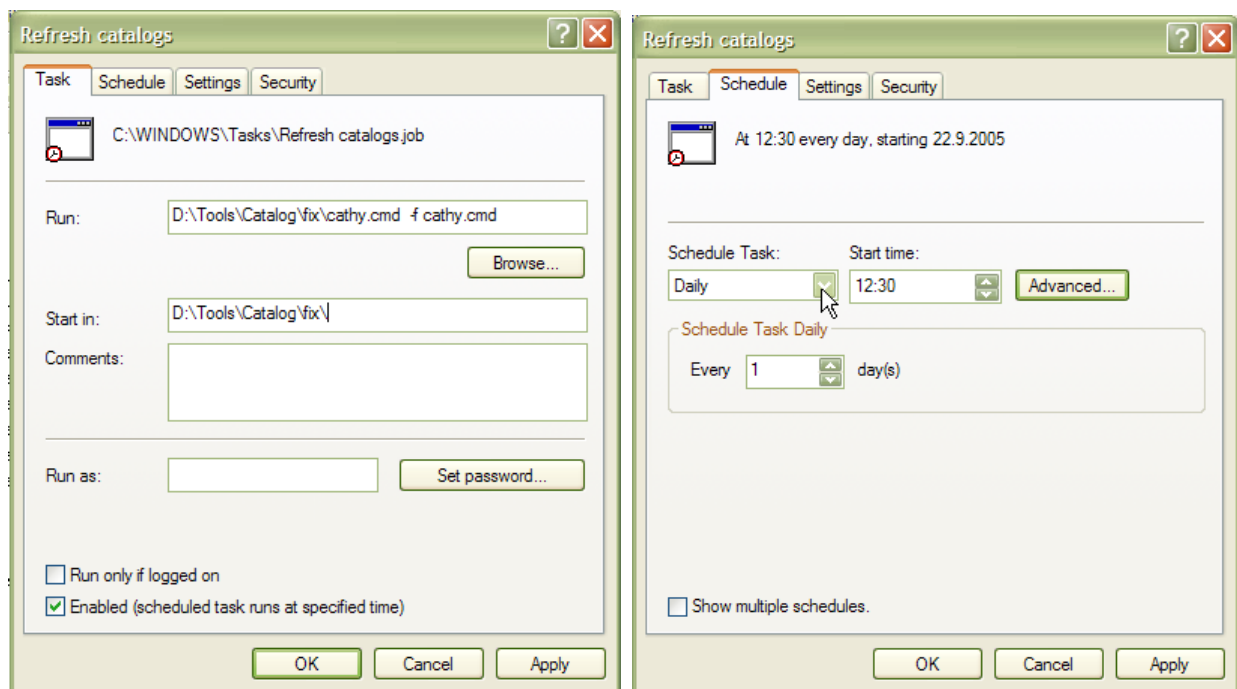 Refresh catalogs
Task Schedule Settings Security
C:\WINDOWS\Tasks\Refresh catalogs.job
Run: D:\Tools\Catalog\fix\cathy.cmd -f cathy.cmd
Browse...
Start in: D:\Tools\Catalog\fix\
Comments:
Run as: Set password...
Run only if logged on
Enabled (scheduled task runs at specified time)
OK Cancel Apply
Refresh catalogs
Task Schedule Settings Security
At 12:30 every day, starting 22.9.2005
Schedule Task: Start time:
Daily 12:30 Advanced...
Schedule Task Daily
Every 1 day(s)
Show multiple schedules.
OK Cancel Apply